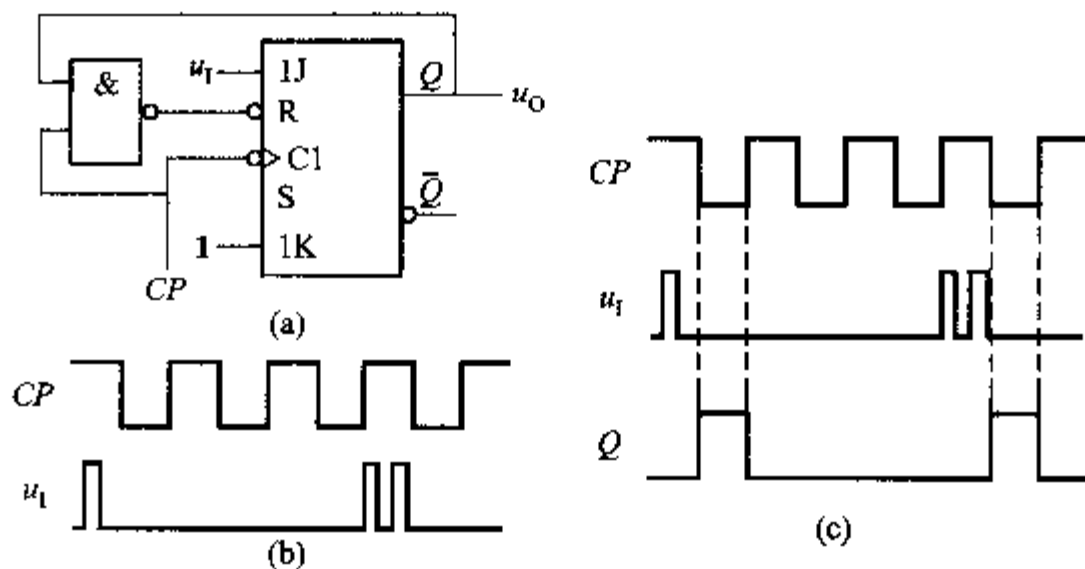 &
u_I 1J Q
R u_O
C1
S Q̄
1 1K
CP
(a)
CP
u_I
(b)
CP
u_I
Q
(c)